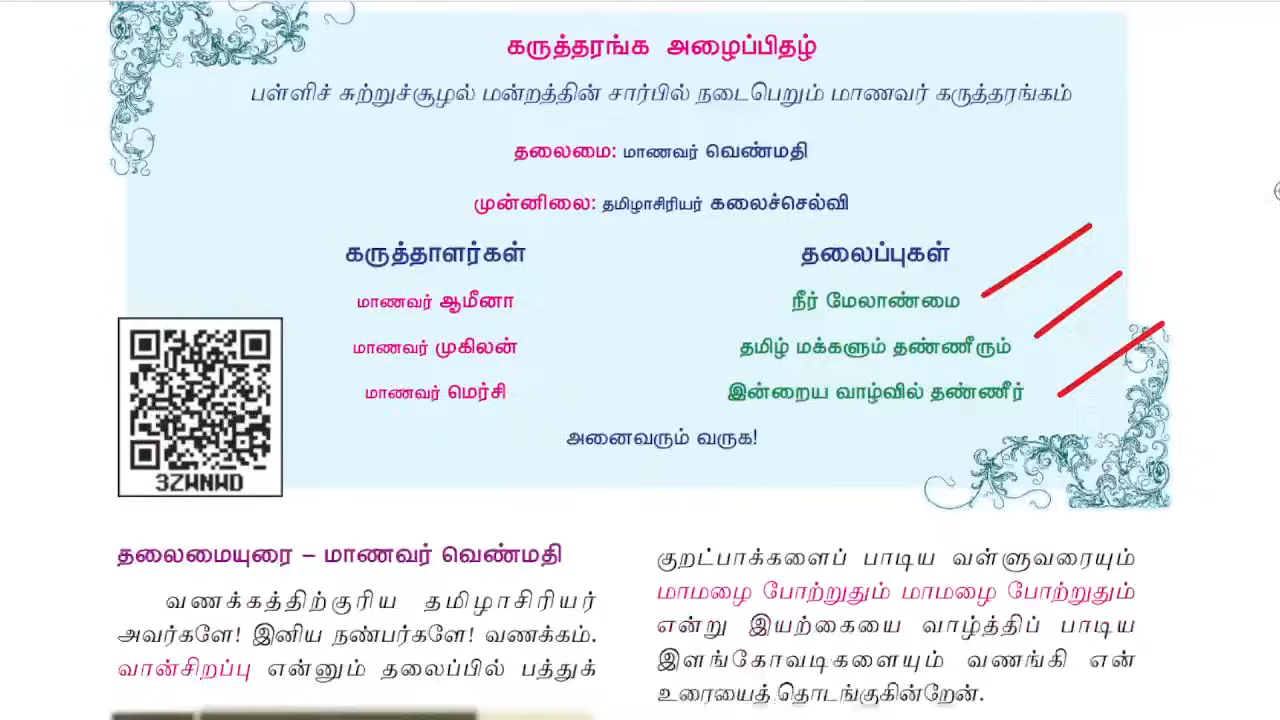 கருத்தரங்க அழைப்பிதழ்
பள்ளிச் சுற்றுச்சூழல் மன்றத்தின் சார்பில் நடைபெறும் மாணவர் கருத்தரங்கம்
தலைமை: மாணவர் வெண்மதி
முன்னிலை: தமிழாசிரியர் கலைச்செல்வி
கருத்தாளர்கள் தலைப்புகள்
மாணவர் ஆமீனா நீர் மேலாண்மை
மாணவர் முகிலன் தமிழ் மக்களும் தண்ணீரும்
மாணவர் மெர்சி இன்றைய வாழ்வில் தண்ணீர்
அனைவரும் வருக!
3ZWNWD
தலைமையுரை – மாணவர் வெண்மதி
வணக்கத்திற்குரிய தமிழாசிரியர்
அவர்களே! இனிய நண்பர்களே! வணக்கம்.
வான்சிறப்பு என்னும் தலைப்பில் பத்துக்
குறட்பாக்களைப் பாடிய வள்ளுவரையும்
மாமழை போற்றுதும் மாமழை போற்றுதும்
என்று இயற்கையை வாழ்த்திப் பாடிய
இளங்கோவடிகளையும் வணங்கி என்
உரையைத் தொடங்குகின்றேன்.